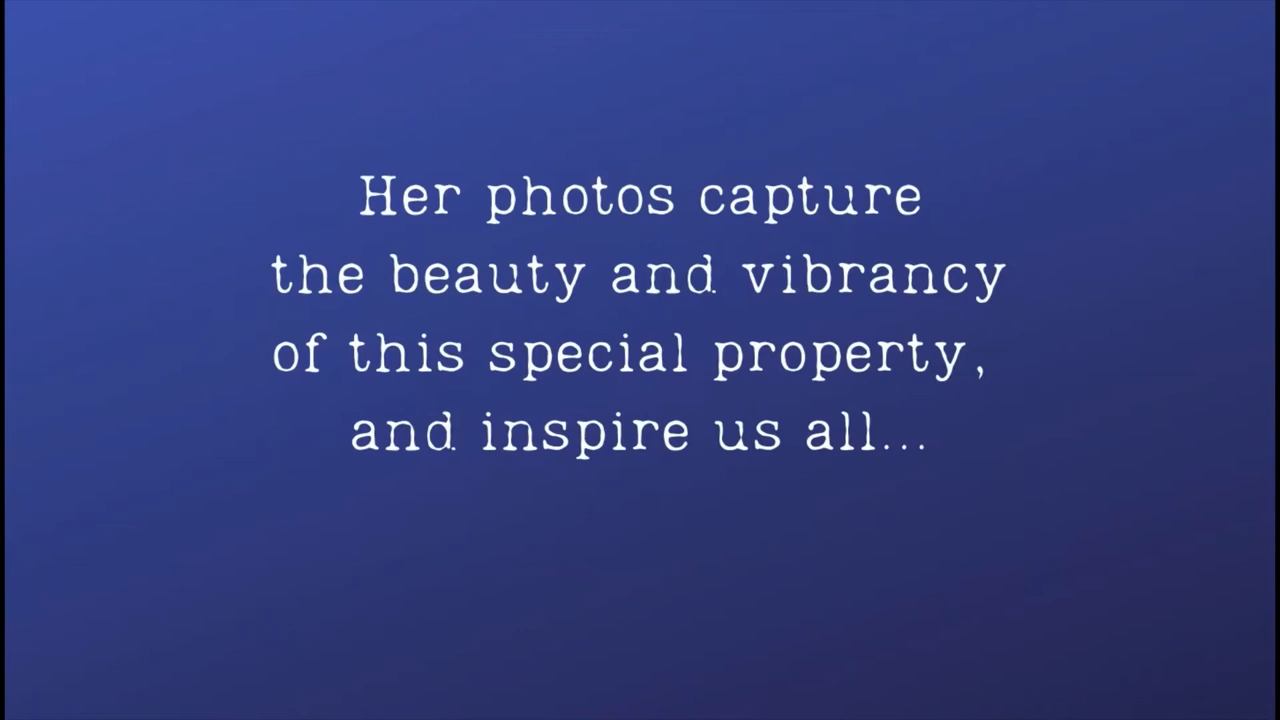 Her photos capture
the beauty and vibrancy
of this special property,
and inspire us all...